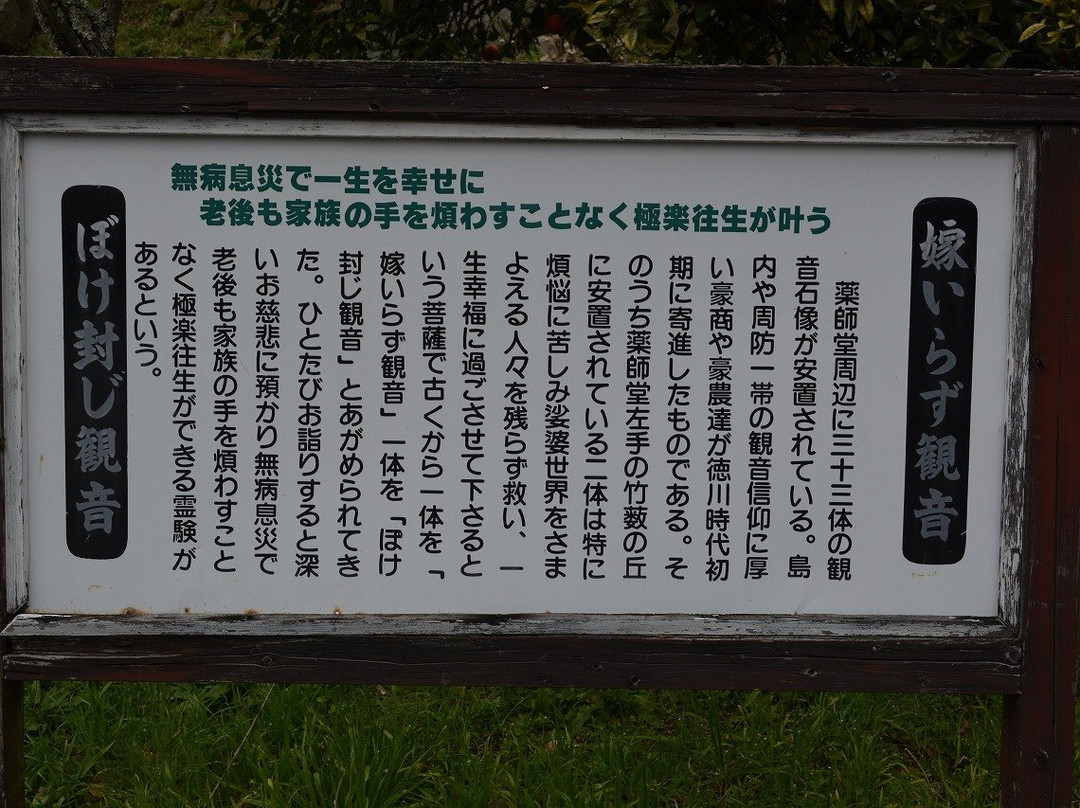 無病息災で一生を幸せに
老後も家族の手を煩わすことなく極楽往生が叶う
嫁いらず観音
薬師堂周辺に三十三体の観
音石像が安置されている。島
内や周防一帯の観音信仰に厚
い豪商や豪農達が徳川時代初
期に寄進したものである。そ
のうち薬師堂左手の竹薮の丘
に安置されている二体は特に
煩悩に苦しみ娑婆世界をさま
よえる人々を残らず救い、一
生幸福に過ごさせて下さると
いう菩薩で古くから一体を「
嫁いらず観音」一体を「ぼけ
封じ観音」とあがめられてき
た。ひとたびお詣りすると深
いお慈悲に預かり無病息災で
老後も家族の手を煩わすこと
なく極楽往生ができる霊験が
あるという。
ぼけ封じ観音